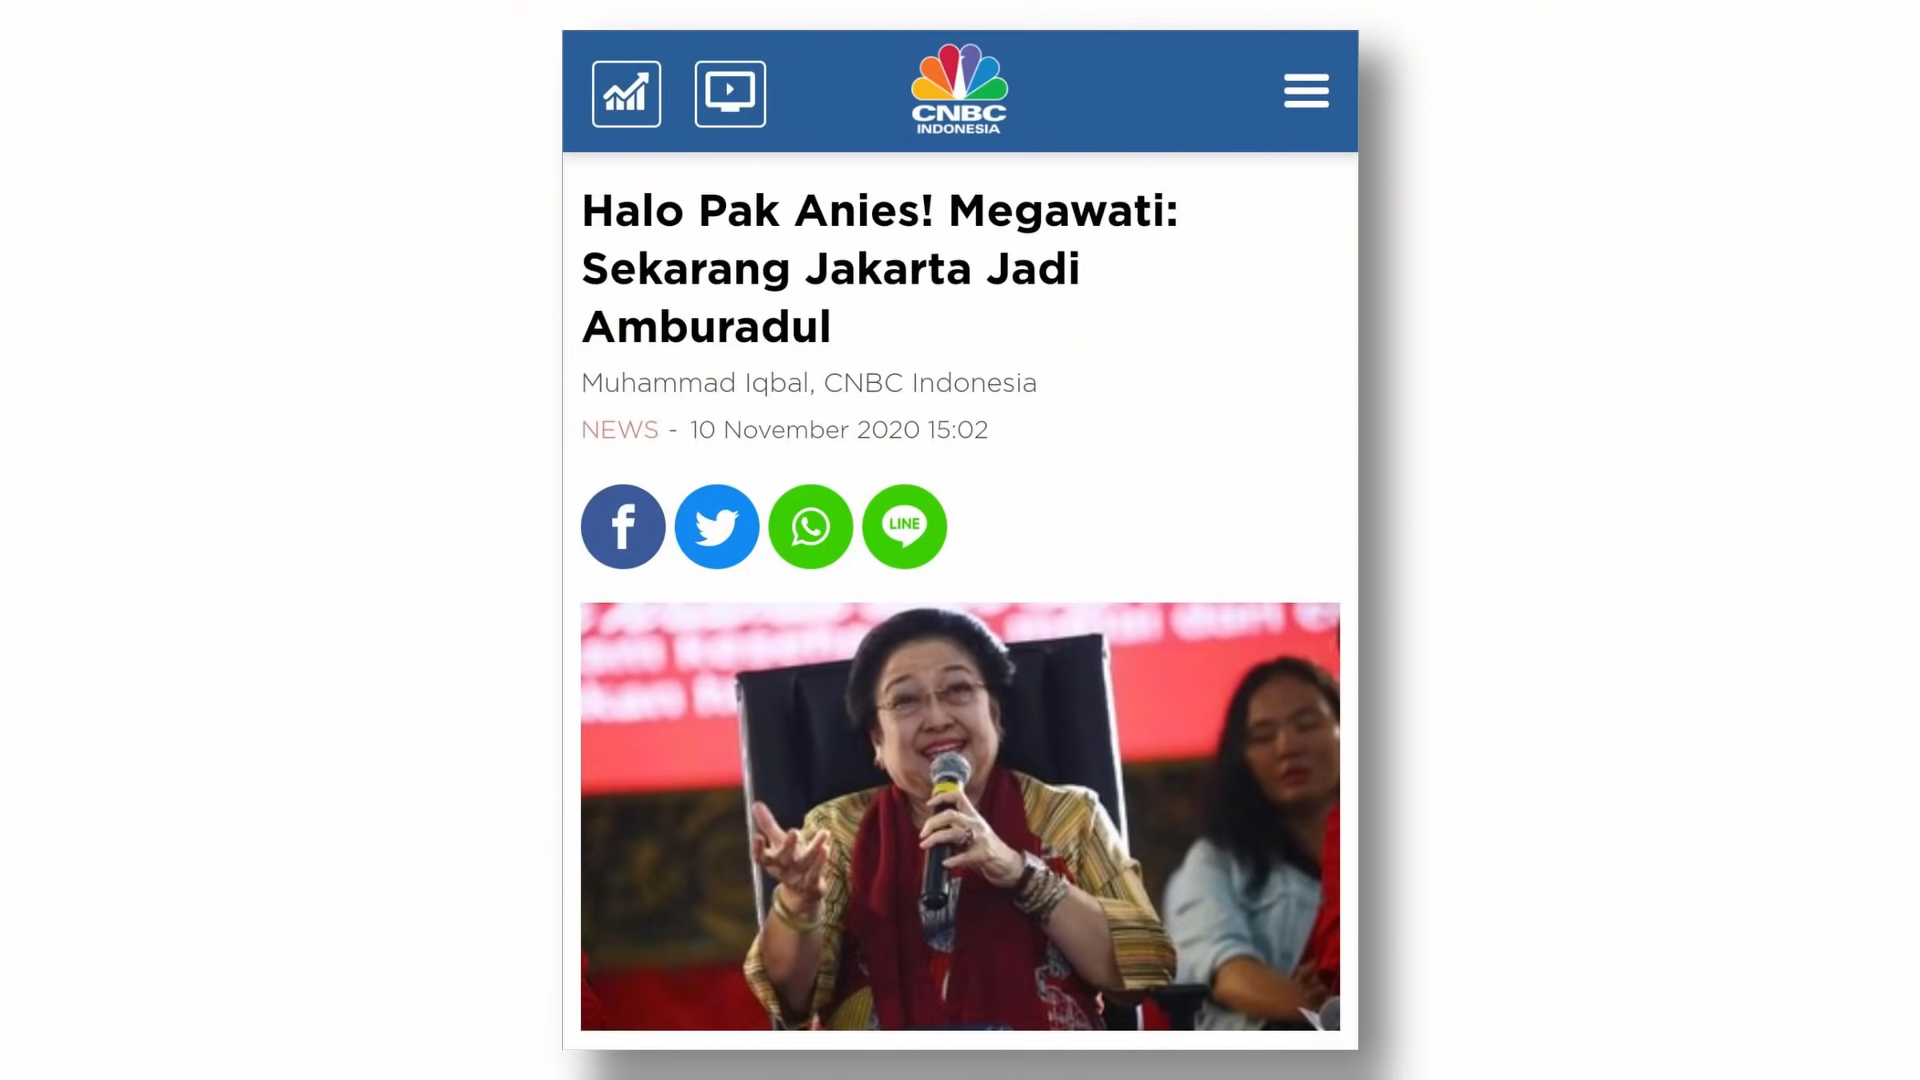 CNBC
INDONESIA
Halo Pak Anies! Megawati:
Sekarang Jakarta Jadi
Amburadul
Muhammad Iqbal, CNBC Indonesia
NEWS - 10 November 2020 15:02
LINE